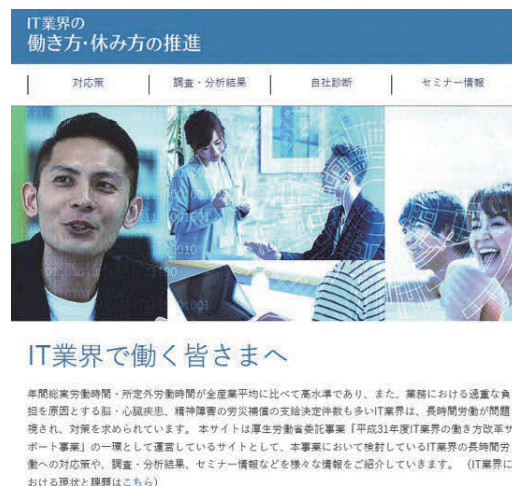 IT業界の
働き方･休み方の推進
対応策
調査・分析結果
自社診断
セミナー情報
IT業界で働く皆さまへ
年間総実労働時間・所定外労働時間が全産業平均に比べて高水準であり、また、業務における過重な負
担を原因とする脳・心臓疾患、精神障害の労災補償の支給決定件数も多いIT業界は、長時間労働が問題
視され、対策を求められています。 本サイトは厚生労働省委託事業「平成31年度IT業界の働き方改革サ
ポート事業」の一環として運営しているサイトとして、本事業において検討しているIT業界の長時間労
働への対応策や、調査・分析結果、セミナー情報などを様々な情報をご紹介していきます。 （IT業界に
おける現状と課題はこちら）